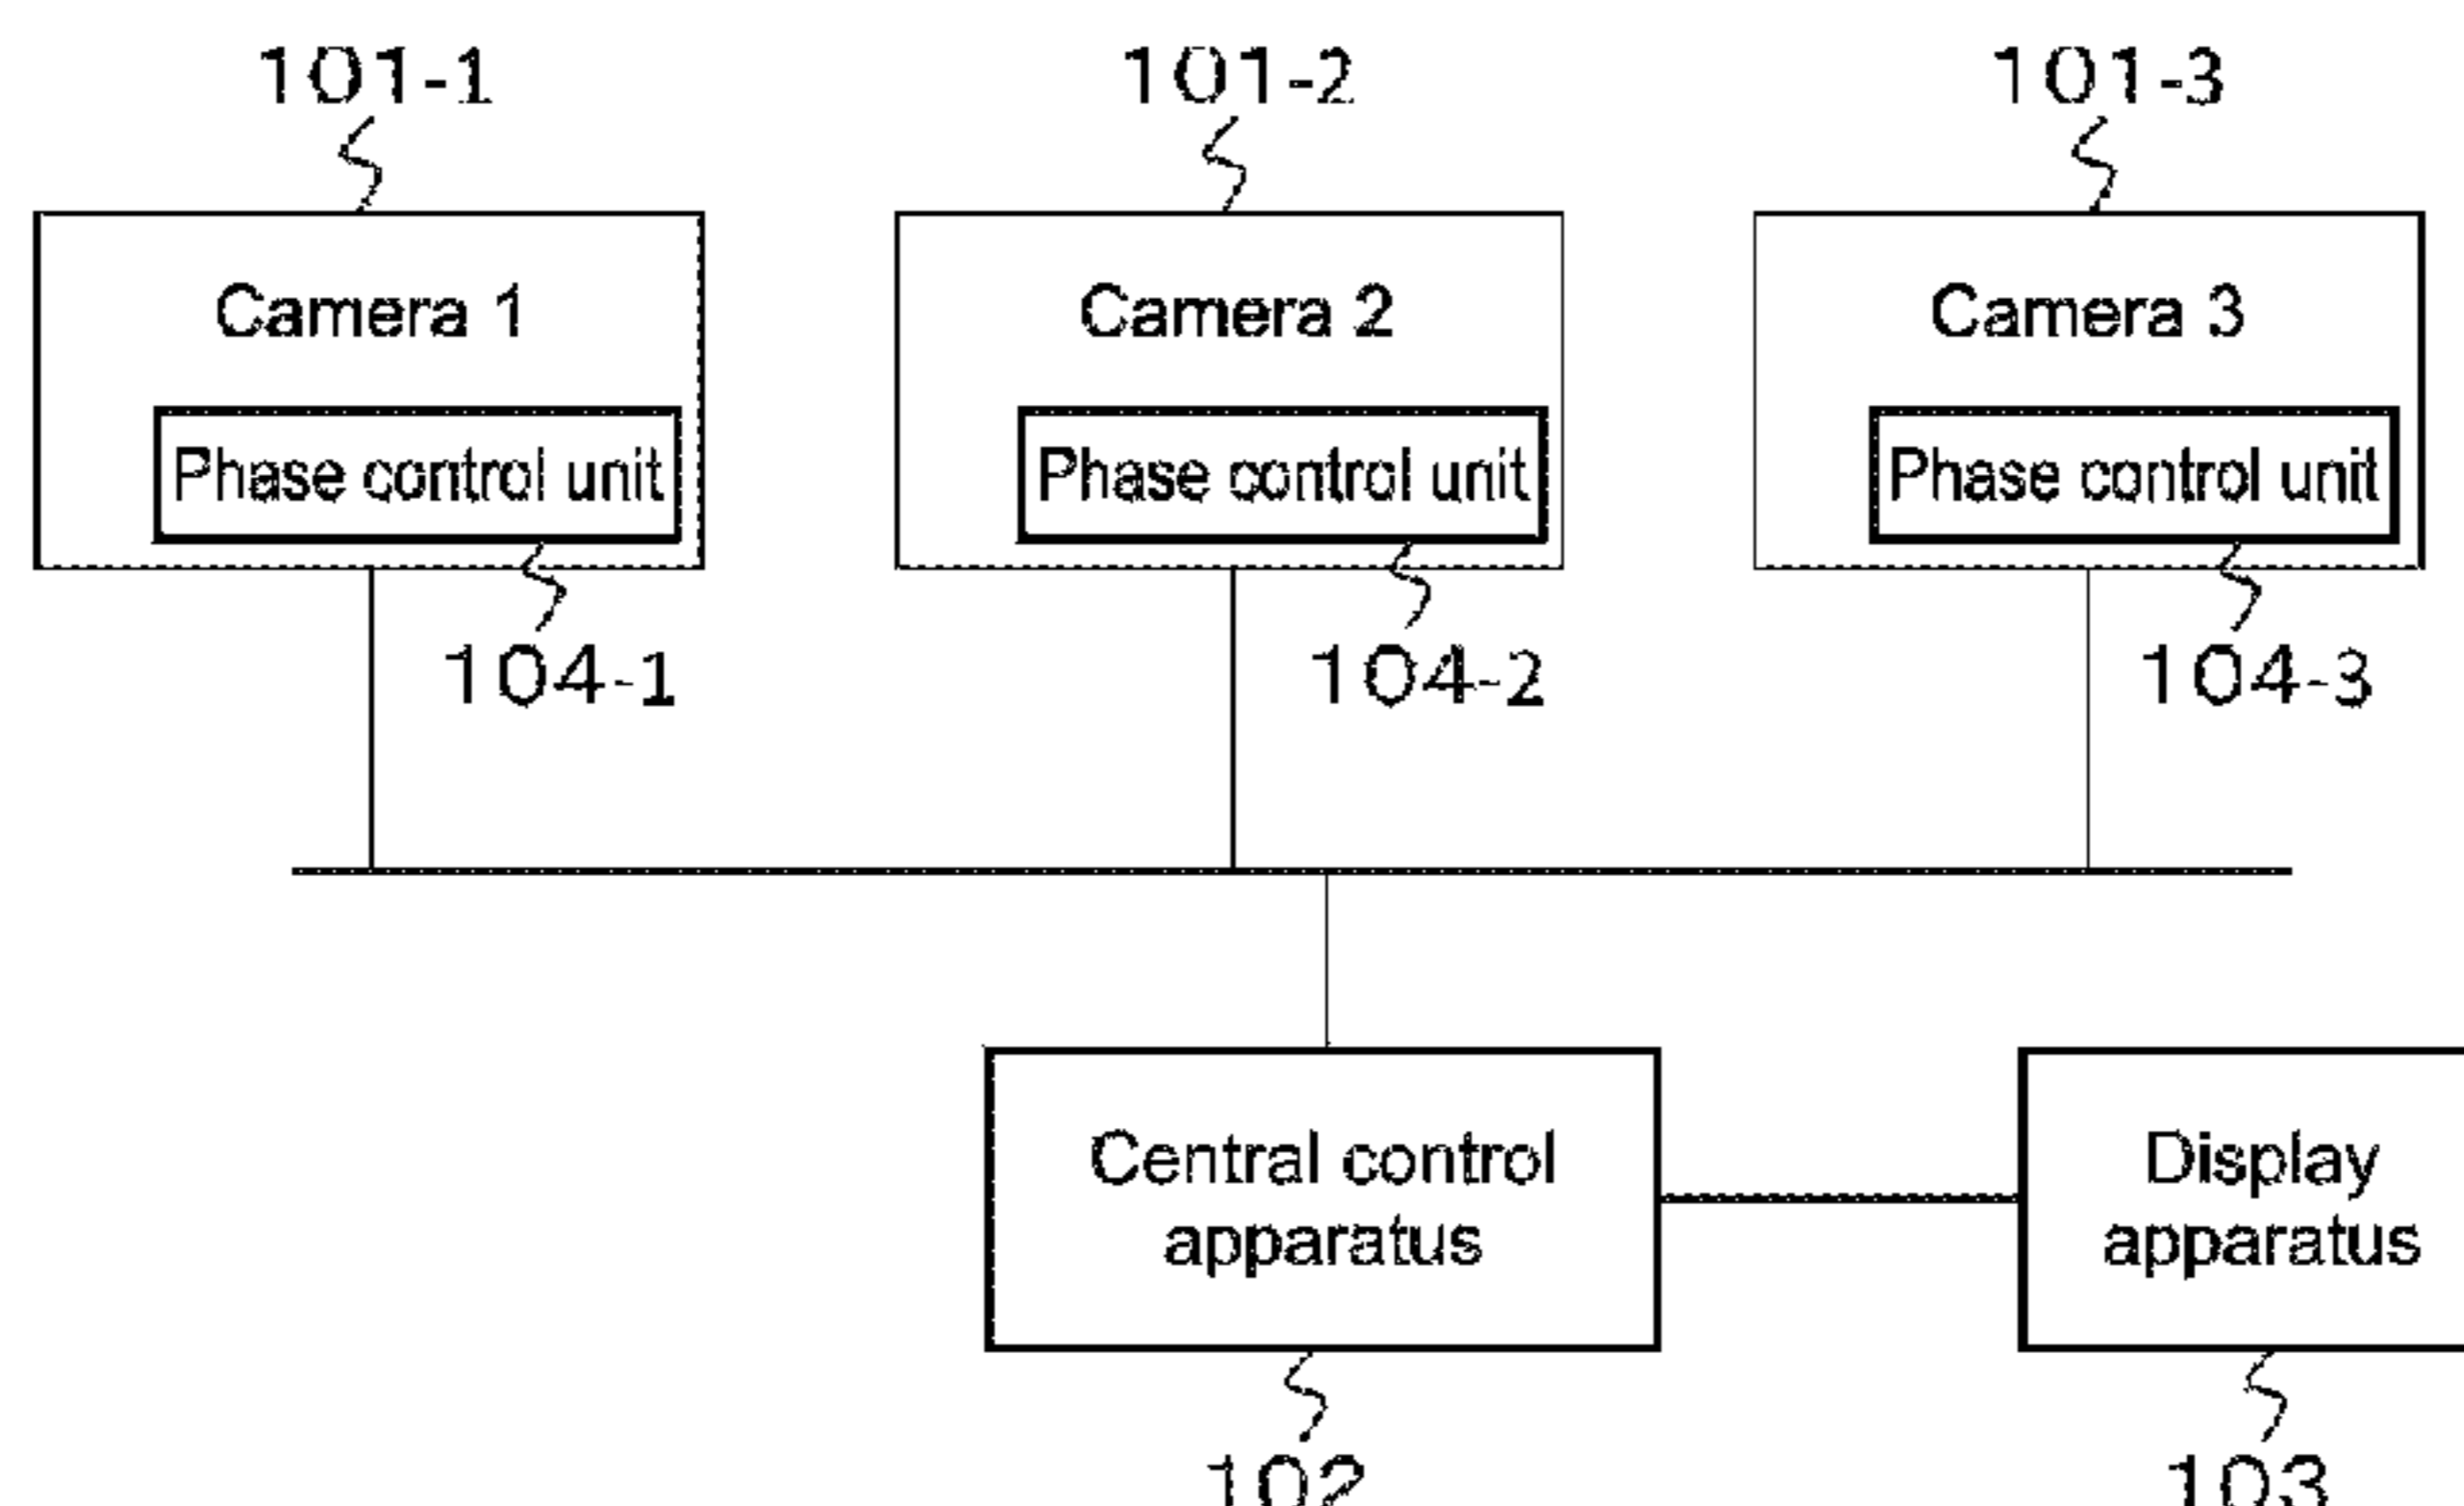 101-1
101-2
101-3
Camera 1
Camera 2
Camera 3
Phase control unit
Phase control unit
Phase control unit
104-1
104-2
104-3
Central control
apparatus
Display
apparatus
102
103